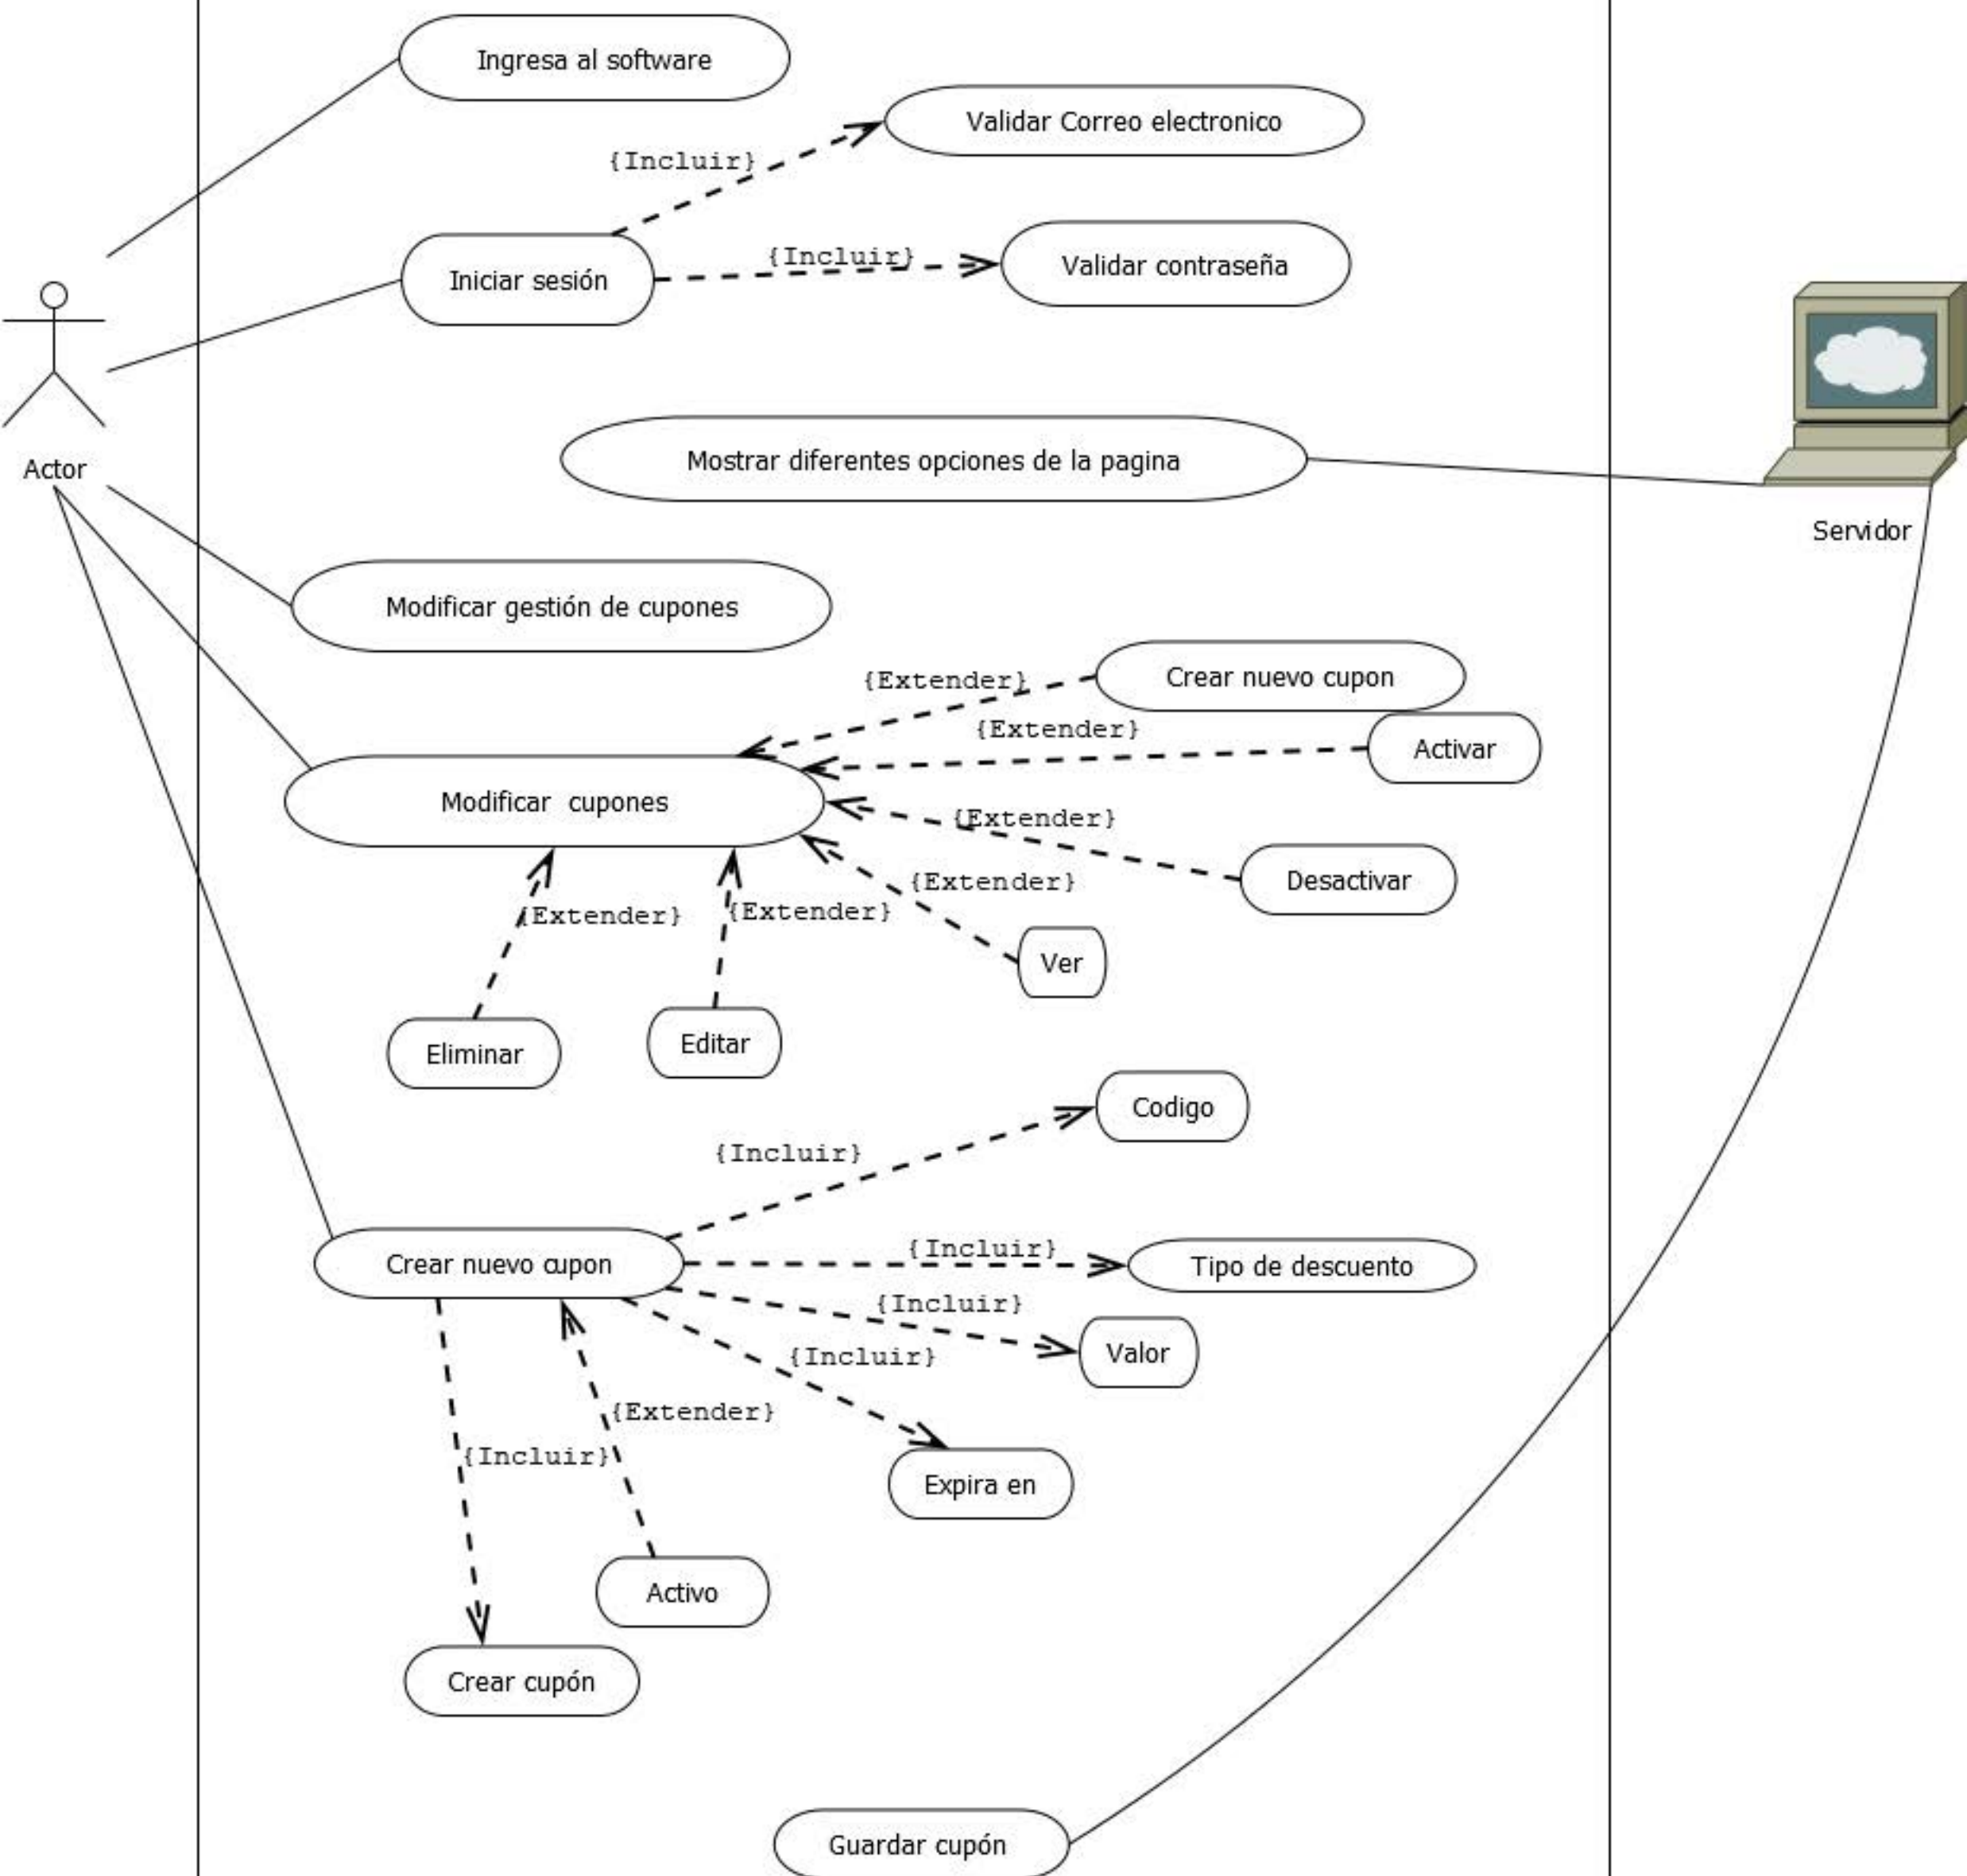 Ingresa al software
Validar Correo electronico
{Incluir}
Iniciar sesión
{Incluir}
Validar contraseña
Actor
Mostrar diferentes opciones de la pagina
Servidor
Modificar gestión de cupones
{Extender}
Crear nuevo cupon
{Extender}
Activar
Modificar cupones
{Extender}
Desactivar
{Extender}
{Extender}
{Extender}
Ver
Eliminar
Editar
Codigo
{Incluir}
Crear nuevo cupon
{Incluir}
Tipo de descuento
{Incluir}
Valor
{Incluir}
{Extender}
{Incluir}
Expira en
Activo
Crear cupón
Guardar cupón